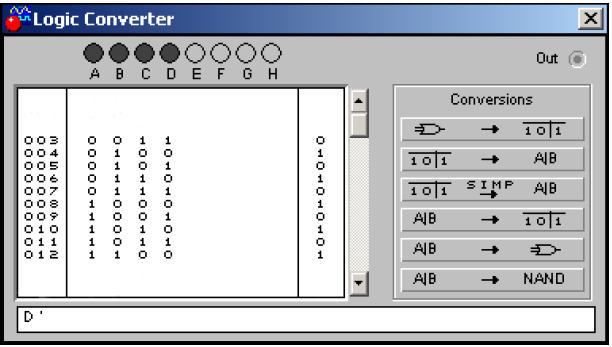 Logic Converter
Out
A B C D E F G H
003 0 0 1 1 0
004 0 1 0 0 1
005 0 1 0 1 0
006 0 1 1 0 1
007 0 1 1 1 0
008 1 0 0 0 1
009 1 0 0 1 0
010 1 0 1 0 1
011 1 0 1 1 0
012 1 1 0 0 1
Conversions
→ 1 0|1
1 0|1 → A|B
1 0|1 SIMP → A|B
A|B → 1 0|1
A|B →
A|B → NAND
D'